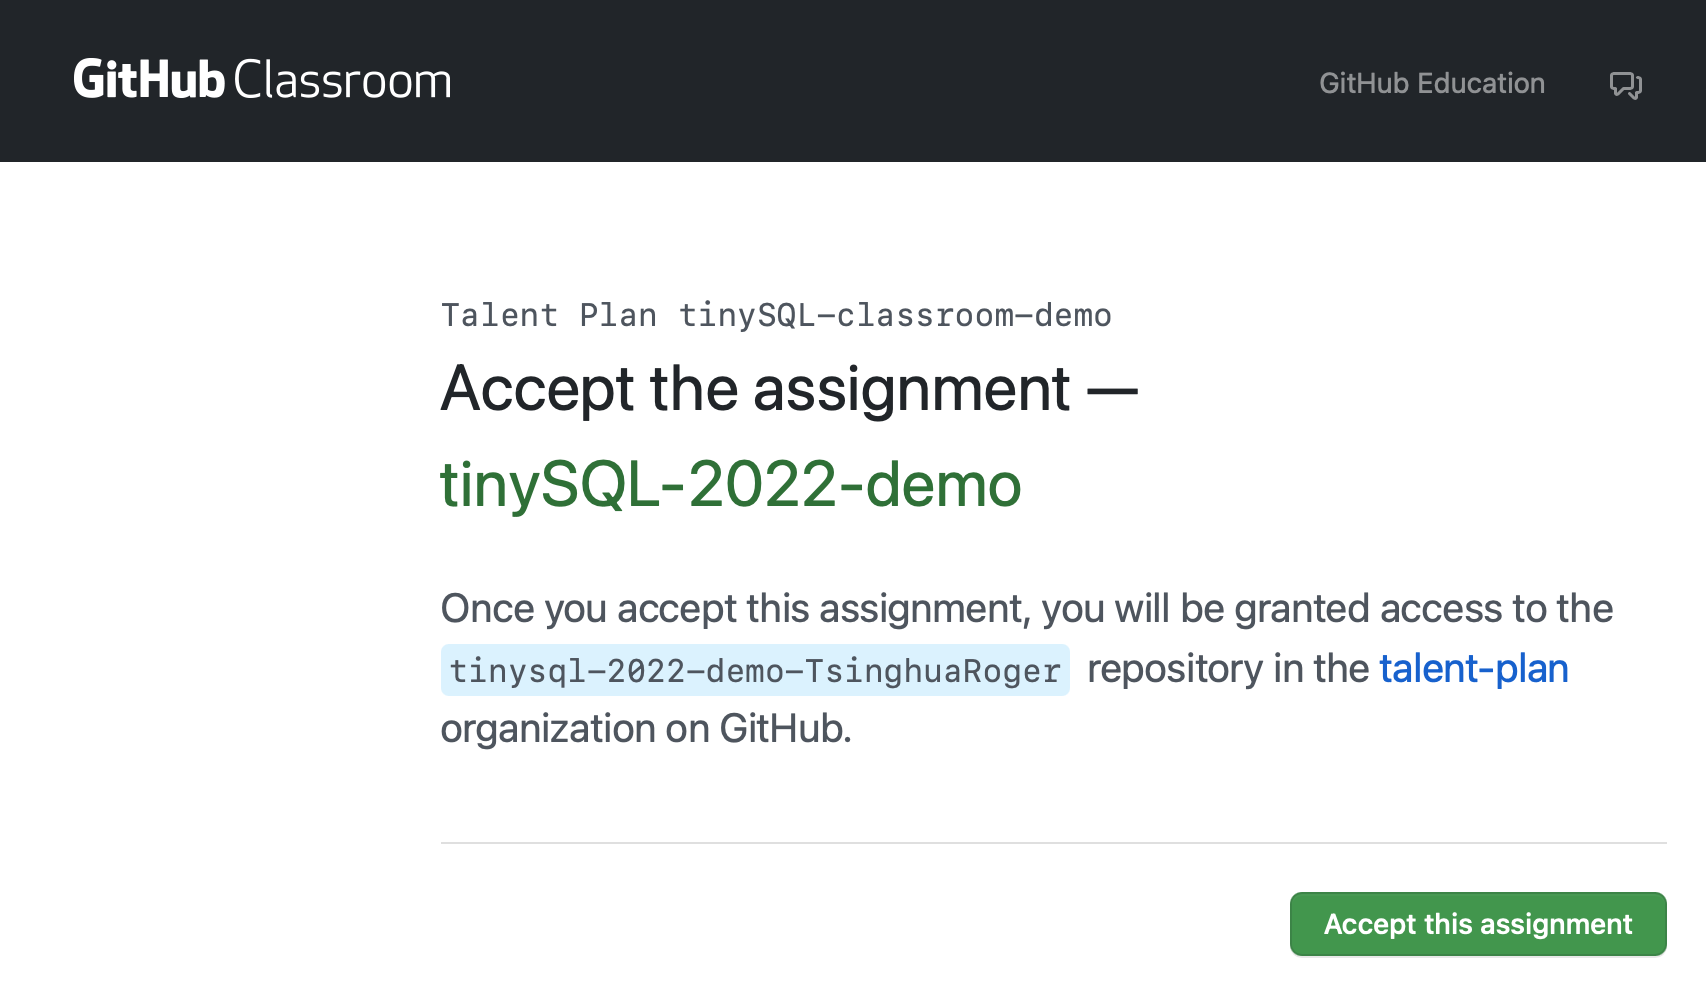 GitHub Classroom
GitHub Education
Talent Plan tinySQL-classroom-demo
Accept the assignment —
tinySQL-2022-demo
Once you accept this assignment, you will be granted access to the
tinysql-2022-demo-TsinghuaRoger repository in the talent-plan
organization on GitHub.
Accept this assignment